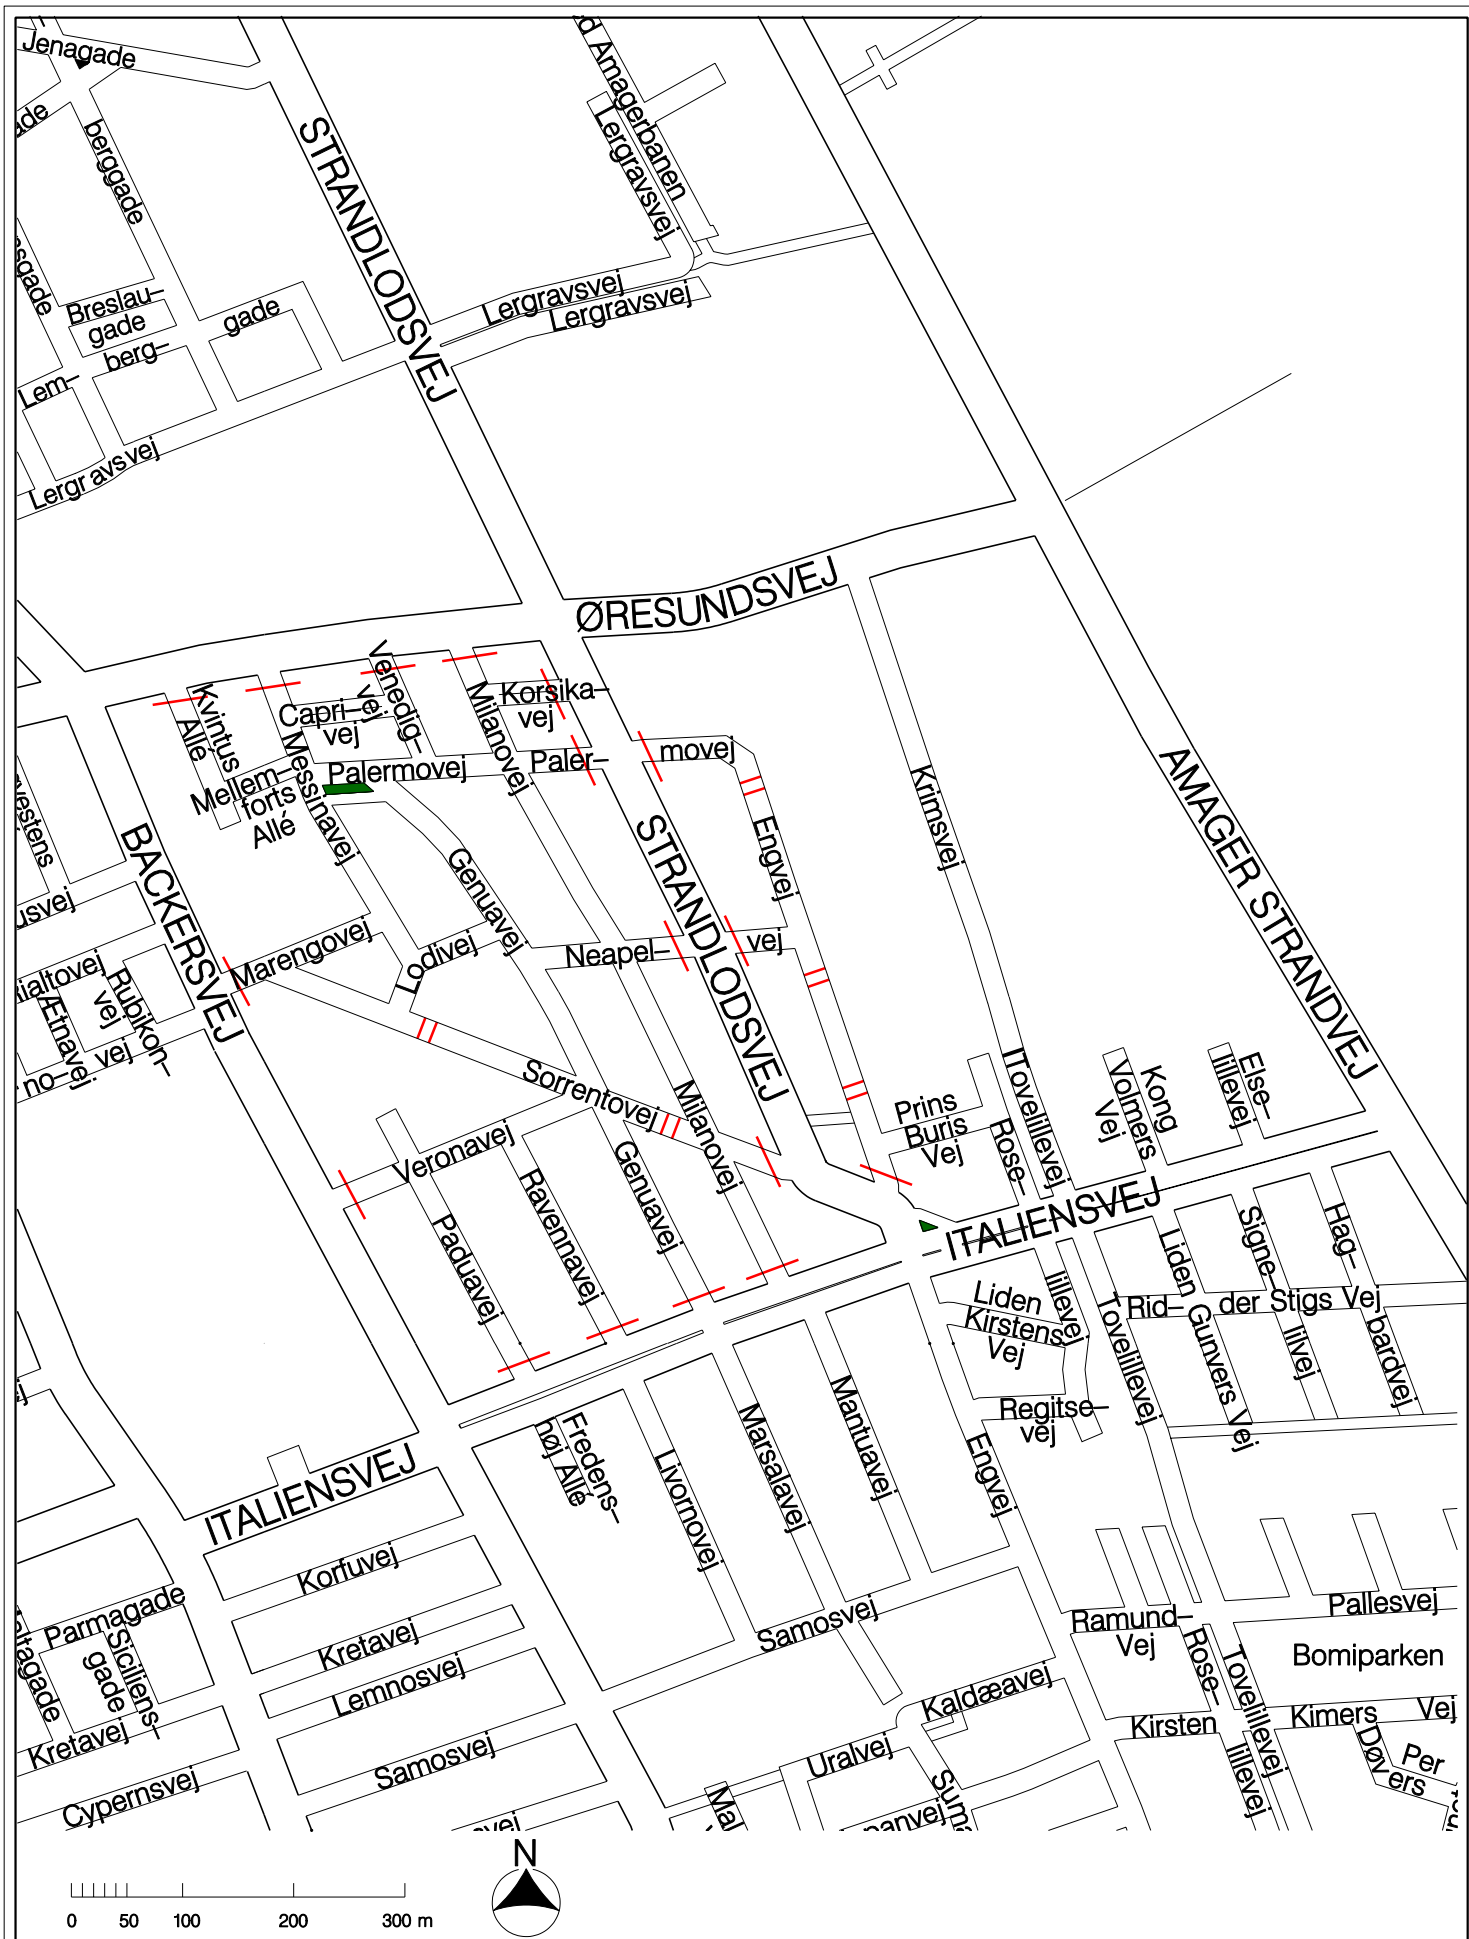 Jenagade
berggade
STRANDLODSVEJ
d Amagerbanen
Lergravsvej
Breslau–
gade
berg–
gade
Lem–
Lergravsvej
Lergravsvej
Lergravsvej
ØRESUNDSVEJ
Kvintus
Allé
Capri–
vej
Venedig–
vej
Milanovej
Korsika–
vej
Messinavej
Palermovej
Paler–
movej
Mellem–
forts
Allé
BACKERSVEJ
Genuavej
STRANDLODSVEJ
Engvej
Krimsvej
AMAGER STRANDVEJ
Marengovej
Lodivej
Neapel–
vej
Rubikon–
vej
Ætnavej
no–
vej
Sorrentovej
Milanovej
Veronavej
Genuavej
Ravennavej
Paduavej
Prins
Buris
Vej
Rose–
Tovelillevej
Kong
Volmers
Vej
Else–
lillevej
ITALIENSVEJ
Liden
Kirstens
Vej
lillevej
Tovelillevej
Rid–
der Stigs Vej
Liden Gunvers Vej
Signe–
lilvej
Hag–
bardvej
Regitse–
vej
Engvej
Mantuavej
Marsalavej
Livornovej
Fredens–
høj Allé
ITALIENSVEJ
Korfuvej
Kretavej
Lemnosvej
Samosvej
Samosvej
Parmagade
Siciliens–
gade
Kretavej
Cypernsvej
Kaldæavej
Uralvej
Ramund–
Vej
Rose–
lillevej
Tovelillevej
Pallesvej
Bomiparken
Kirsten
Kimers
Vej
Per
Døvers
N
0 50 100 200 300 m